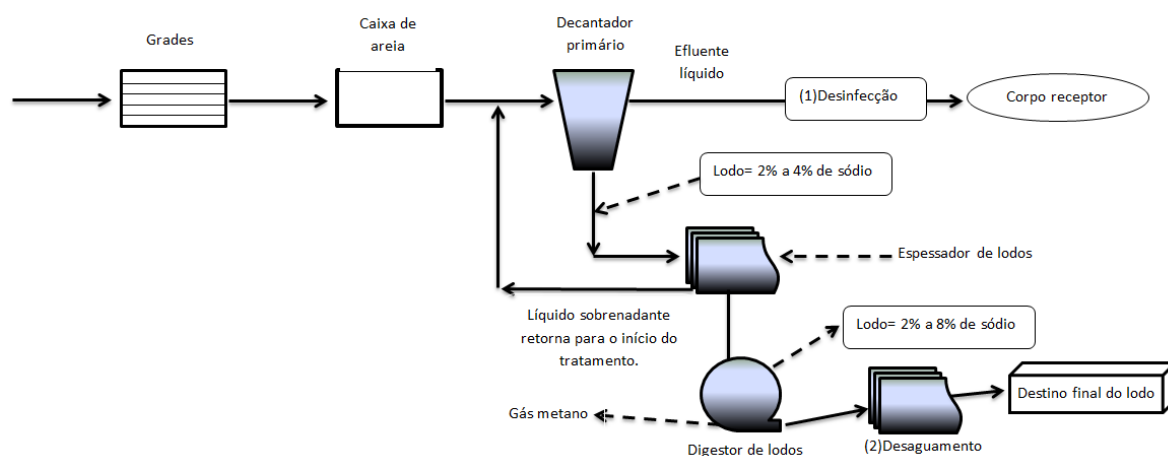 Grades
Caixa de
areia
Decantador
primário
Efluente
líquido
(1)Desinfecção
Corpo receptor
Lodo= 2% a 4% de sódio
Espessador de lodos
Líquido sobrenadante
retorna para o início do
tratamento.
Lodo= 2% a 8% de sódio
Gás metano
Digestor de lodos
(2)Desaguamento
Destino final do lodo